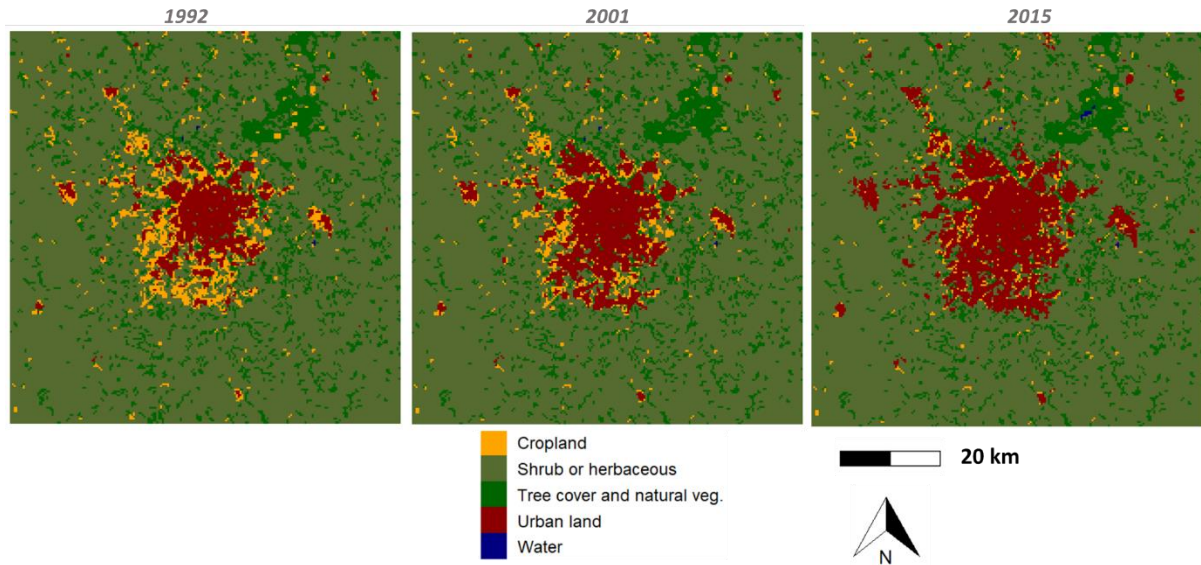 1992
2001
2015
Cropland
Shrub or herbaceous
Tree cover and natural veg.
Urban land
Water
20 km
N